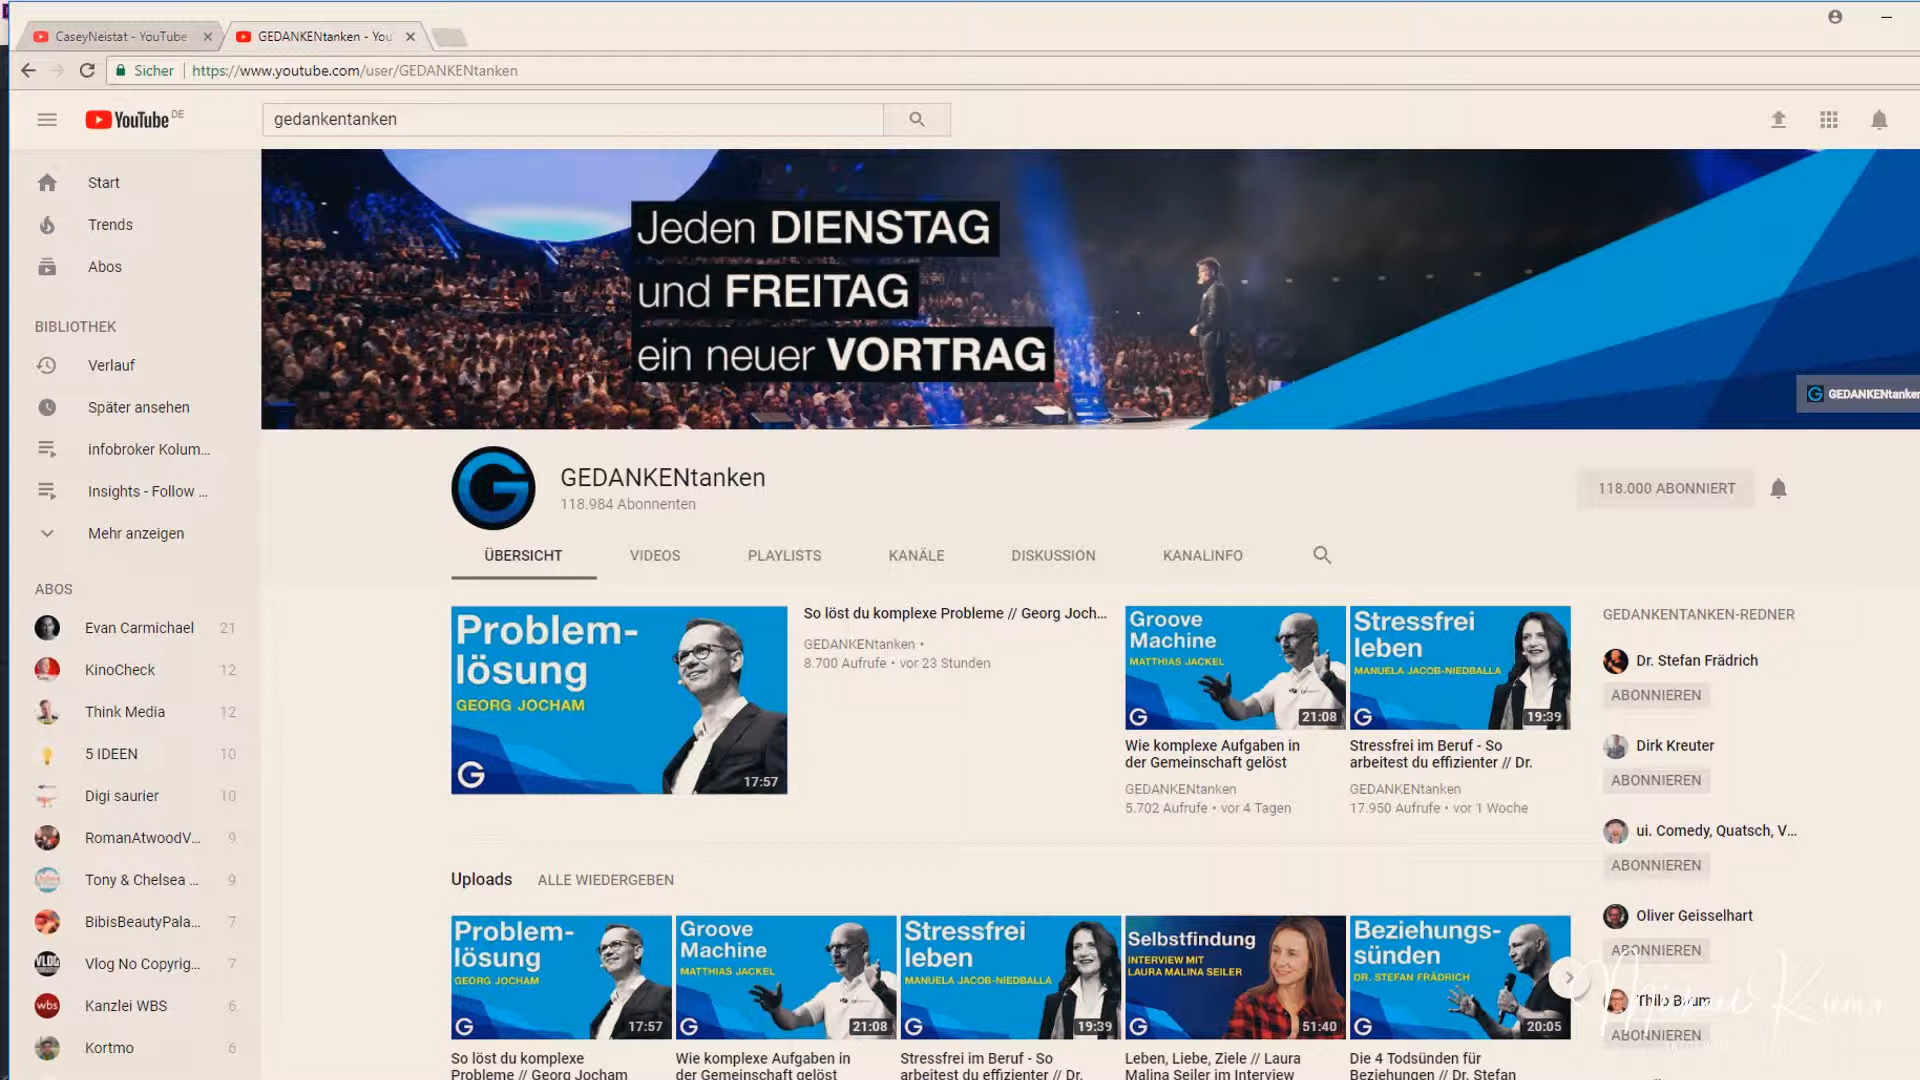 CaseyNeistat - YouTube
GEDANKENtanken - You
Sicher
https://www.youtube.com/user/GEDANKENtanken
YouTube DE
gedankentanken
Start
Trends
Abos
BIBLIOTHEK
Verlauf
Später ansehen
infobroker Kolum...
Insights - Follow ...
Mehr anzeigen
ABOS
Evan Carmichael 21
KinoCheck 12
Think Media 12
5 IDEEN 10
Digi saurier 10
RomanAtwoodV... 9
Tony & Chelsea ... 9
BibisBeautyPala... 7
Vlog No Copyrig... 7
wbs
Kanzlei WBS 6
Kortmo 6
Jeden DIENSTAG
und FREITAG
ein neuer VORTRAG
GEDANKENtanken
GEDANKENtanken
118.984 Abonnenten
118.000 ABONNIERT
ÜBERSICHT
VIDEOS
PLAYLISTS
KANÄLE
DISKUSSION
KANALINFO
Problem-
lösung
GEORG JOCHAM
17:57
So löst du komplexe Probleme // Georg Joch...
GEDANKENtanken •
8.700 Aufrufe • vor 23 Stunden
Groove
Machine
MATTHIAS JACKEL
21:08
Wie komplexe Aufgaben in
der Gemeinschaft gelöst
GEDANKENtanken
5.702 Aufrufe • vor 4 Tagen
Stressfrei
leben
MANUELA JACOB-NIEDBALLA
19:39
Stressfrei im Beruf - So
arbeitest du effizienter // Dr.
GEDANKENtanken
17.950 Aufrufe • vor 1 Woche
GEDANKENTANKEN-REDNER
Dr. Stefan Frädrich
ABONNIEREN
Dirk Kreuter
ABONNIEREN
ui. Comedy, Quatsch, V...
ABONNIEREN
Oliver Geisselhart
ABONNIEREN
Thilo Baum
ABONNIEREN
Uploads
ALLE WIEDERGEBEN
Problem-
lösung
GEORG JOCHAM
17:57
So löst du komplexe
Probleme // Georg Jocham
Groove
Machine
MATTHIAS JACKEL
21:08
Wie komplexe Aufgaben in
der Gemeinschaft gelöst
Stressfrei
leben
MANUELA JACOB-NIEDBALLA
19:39
Stressfrei im Beruf - So
arbeitest du effizienter // Dr.
Selbstfindung
INTERVIEW MIT
LAURA MALINA SEILER
51:40
Leben, Liebe, Ziele // Laura
Malina Seiler im Interview
Beziehungs-
sünden
DR. STEFAN FRÄDRICH
20:05
Die 4 Todsünden für
Beziehungen // Dr. Stefan